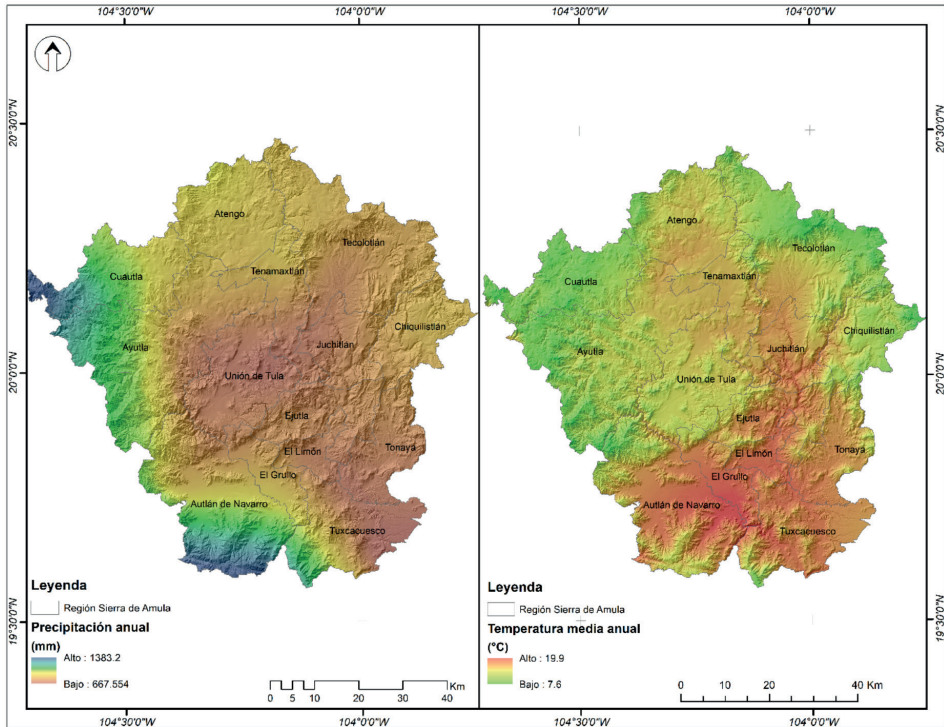 104°30'0"W 104°0'0"W
20°30'0"N
20°0'0"N
19°30'0"N
Atengo
Tecolotlán
Cuautla
Tenamaxtlán
Chiquilistlán
Ayutla
Juchitlán
Unión de Tula
Ejutla
El Limón
Tonaya
El Grullo
Autlán de Navarro
Tuxcacuesco
Leyenda
Región Sierra de Amula
Precipitación anual
(mm)
Alto : 1383.2
Bajo : 667.554
0 5 10 20 30 40 Km
104°30'0"W 104°0'0"W
104°30'0"W 104°0'0"W
20°30'0"N
20°0'0"N
19°30'0"N
Atengo
Tecolotlán
Tenamaxtlán
Cuautla
Chiquilistlán
Ayutla
Juchitlán
Unión de Tula
Ejutla
El Limón
Tonaya
El Grullo
Autlán de Navarro
Tuxcacuesco
Leyenda
Región Sierra de Amula
Temperatura media anual
(°C)
Alto : 19.9
Bajo : 7.6
0 10 20 40 Km
104°30'0"W 104°0'0"W